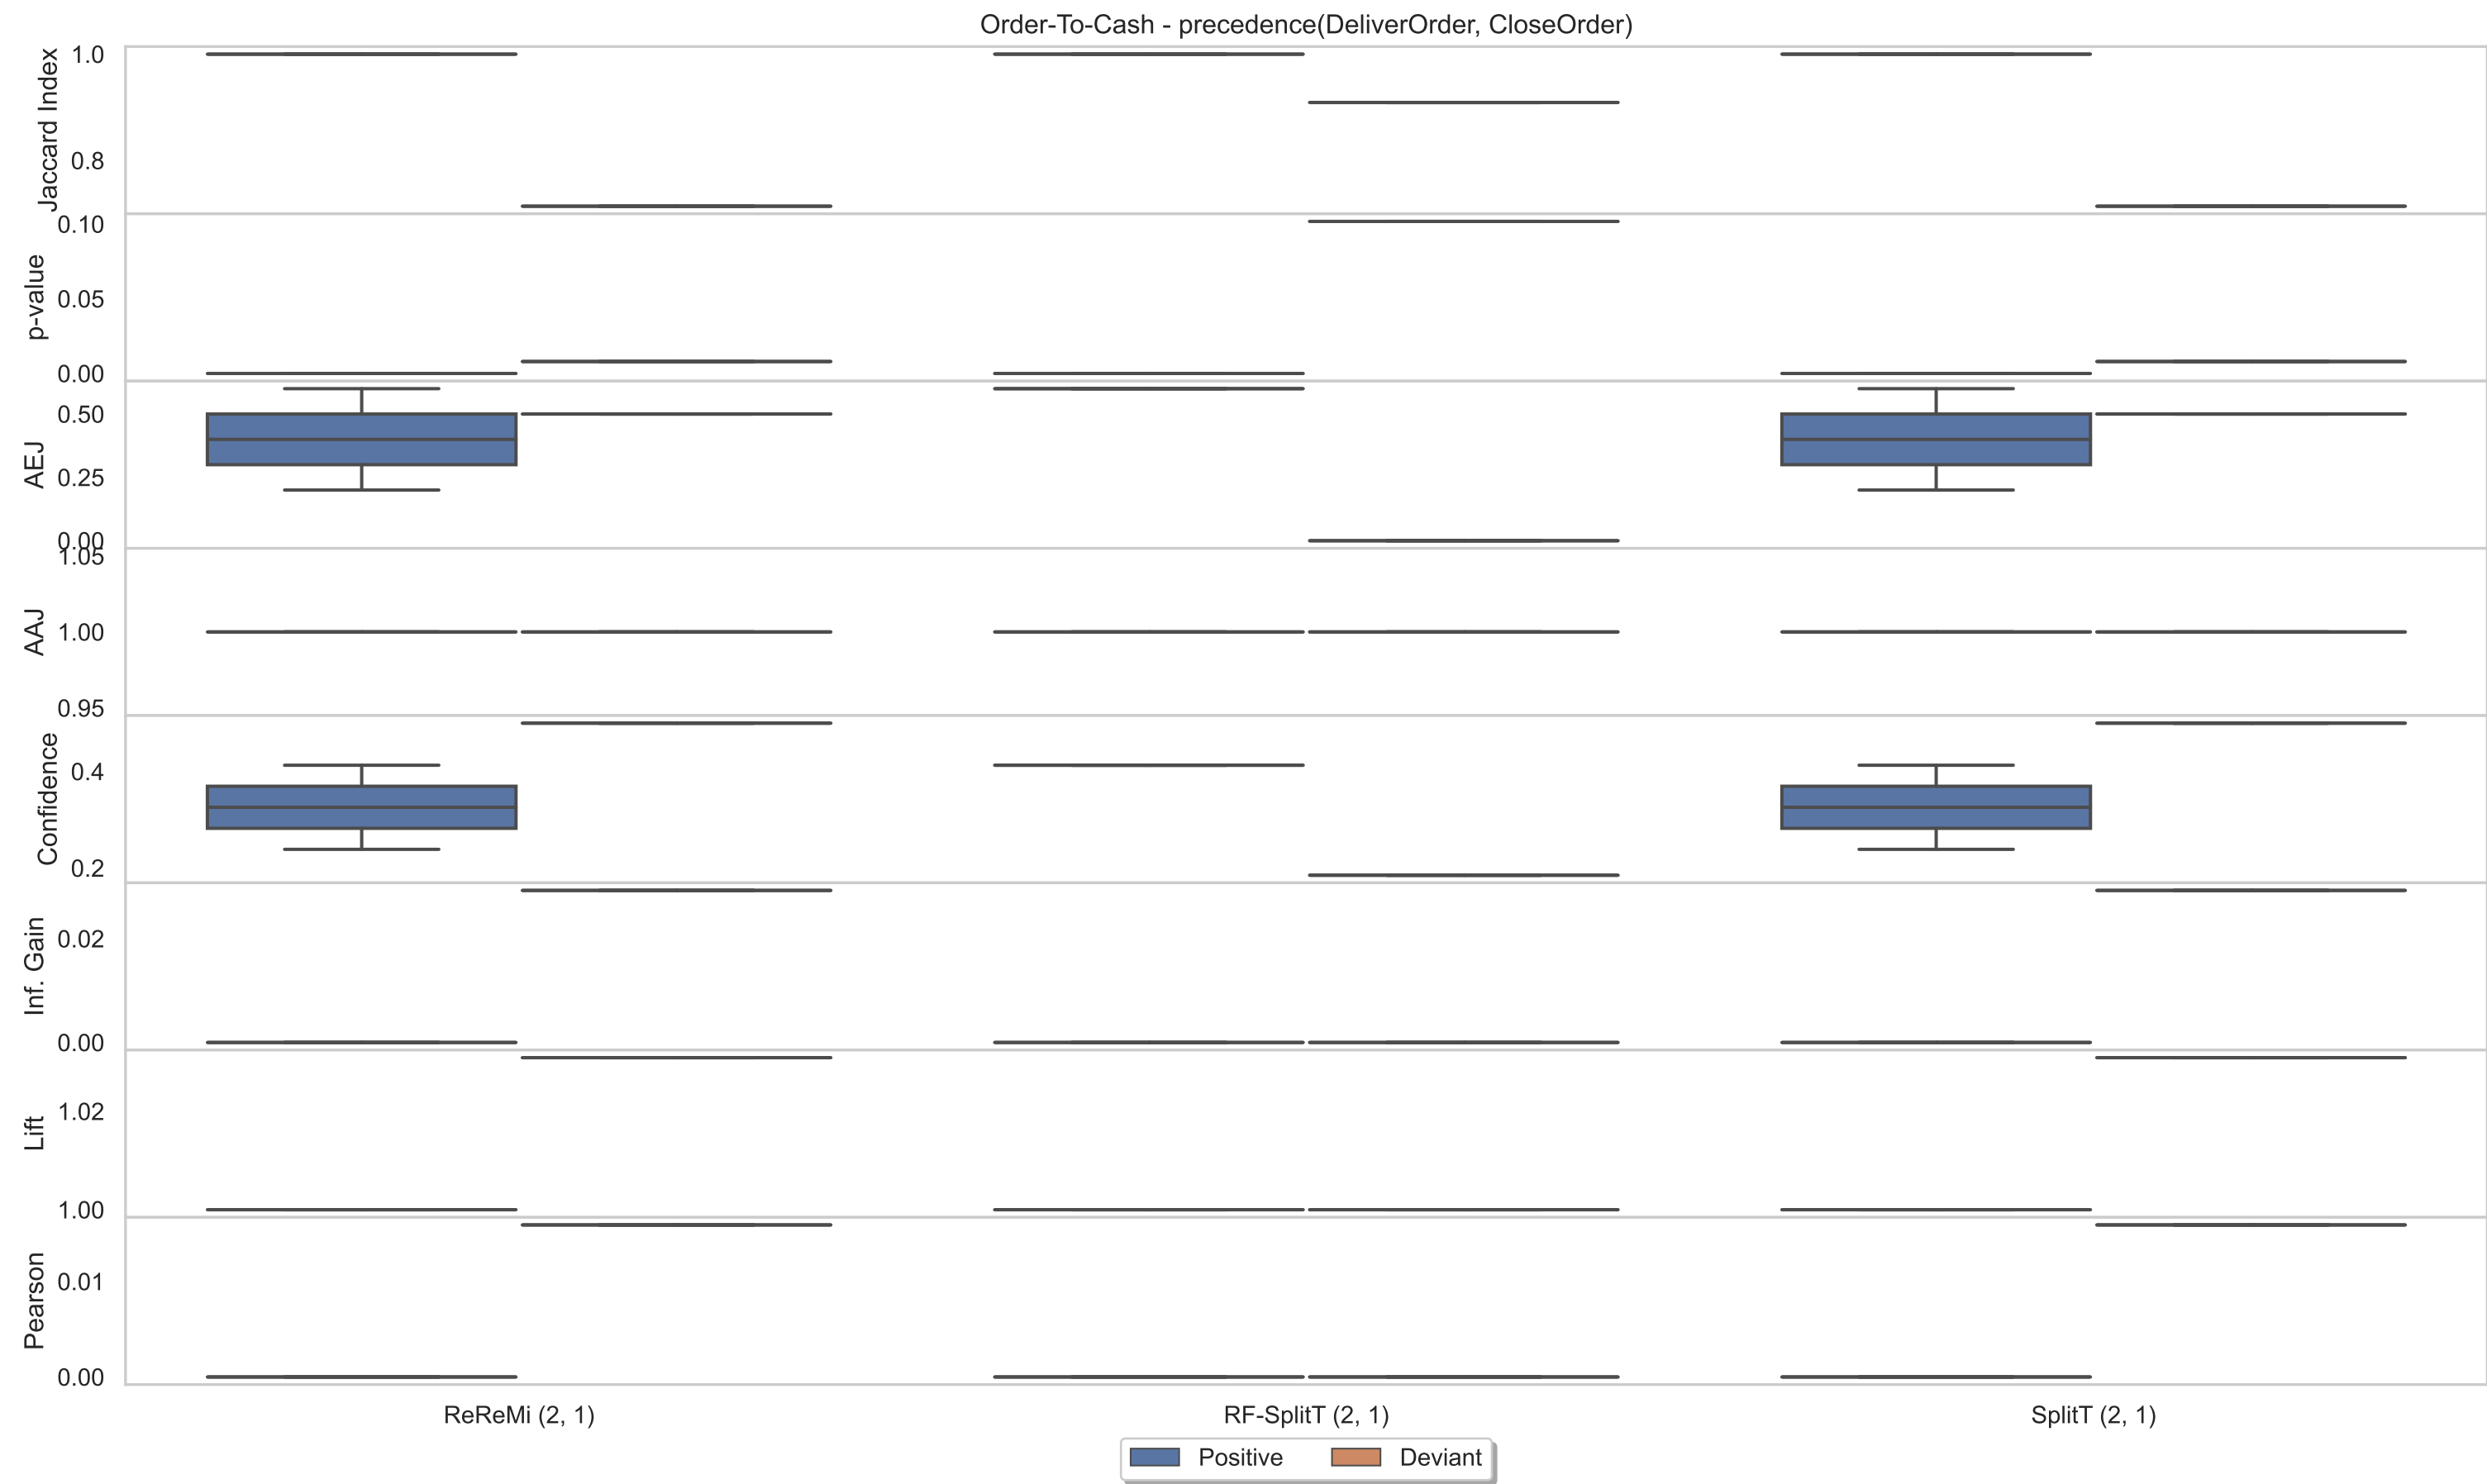 Order-To-Cash - precedence(DeliverOrder, CloseOrder)
Jaccard Index
1.0
0.8
p-value
0.10
0.05
0.00
AEJ
0.50
0.25
0.00
AAJ
1.05
1.00
0.95
Confidence
0.4
0.2
Inf. Gain
0.02
0.00
Lift
1.02
1.00
Pearson
0.01
0.00
ReReMi (2, 1)
RF-SplitT (2, 1)
SplitT (2, 1)
Positive
Deviant